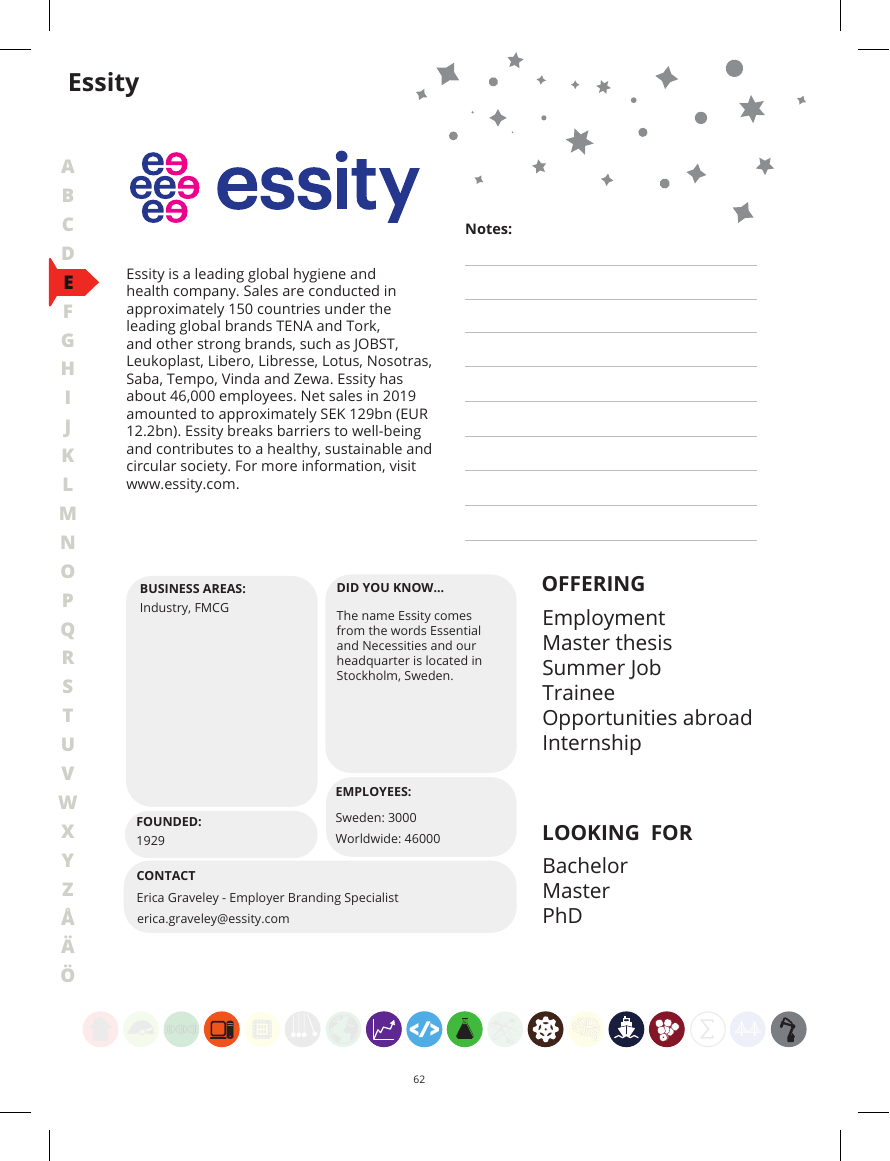 Essity
essity
Notes:
A
B
C
D
E
F
G
H
I
J
K
L
M
N
O
P
Q
R
S
T
U
V
W
X
Y
Z
Å
Ä
Ö
Essity is a leading global hygiene and
health company. Sales are conducted in
approximately 150 countries under the
leading global brands TENA and Tork,
and other strong brands, such as JOBST,
Leukoplast, Libero, Libresse, Lotus, Nosotras,
Saba, Tempo, Vinda and Zewa. Essity has
about 46,000 employees. Net sales in 2019
amounted to approximately SEK 129bn (EUR
12.2bn). Essity breaks barriers to well-being
and contributes to a healthy, sustainable and
circular society. For more information, visit
www.essity.com.
BUSINESS AREAS:
Industry, FMCG
DID YOU KNOW...
The name Essity comes
from the words Essential
and Necessities and our
headquarter is located in
Stockholm, Sweden.
FOUNDED:
1929
EMPLOYEES:
Sweden: 3000
Worldwide: 46000
CONTACT
Erica Graveley - Employer Branding Specialist
erica.graveley@essity.com
OFFERING
Employment
Master thesis
Summer Job
Trainee
Opportunities abroad
Internship
LOOKING FOR
Bachelor
Master
PhD
62